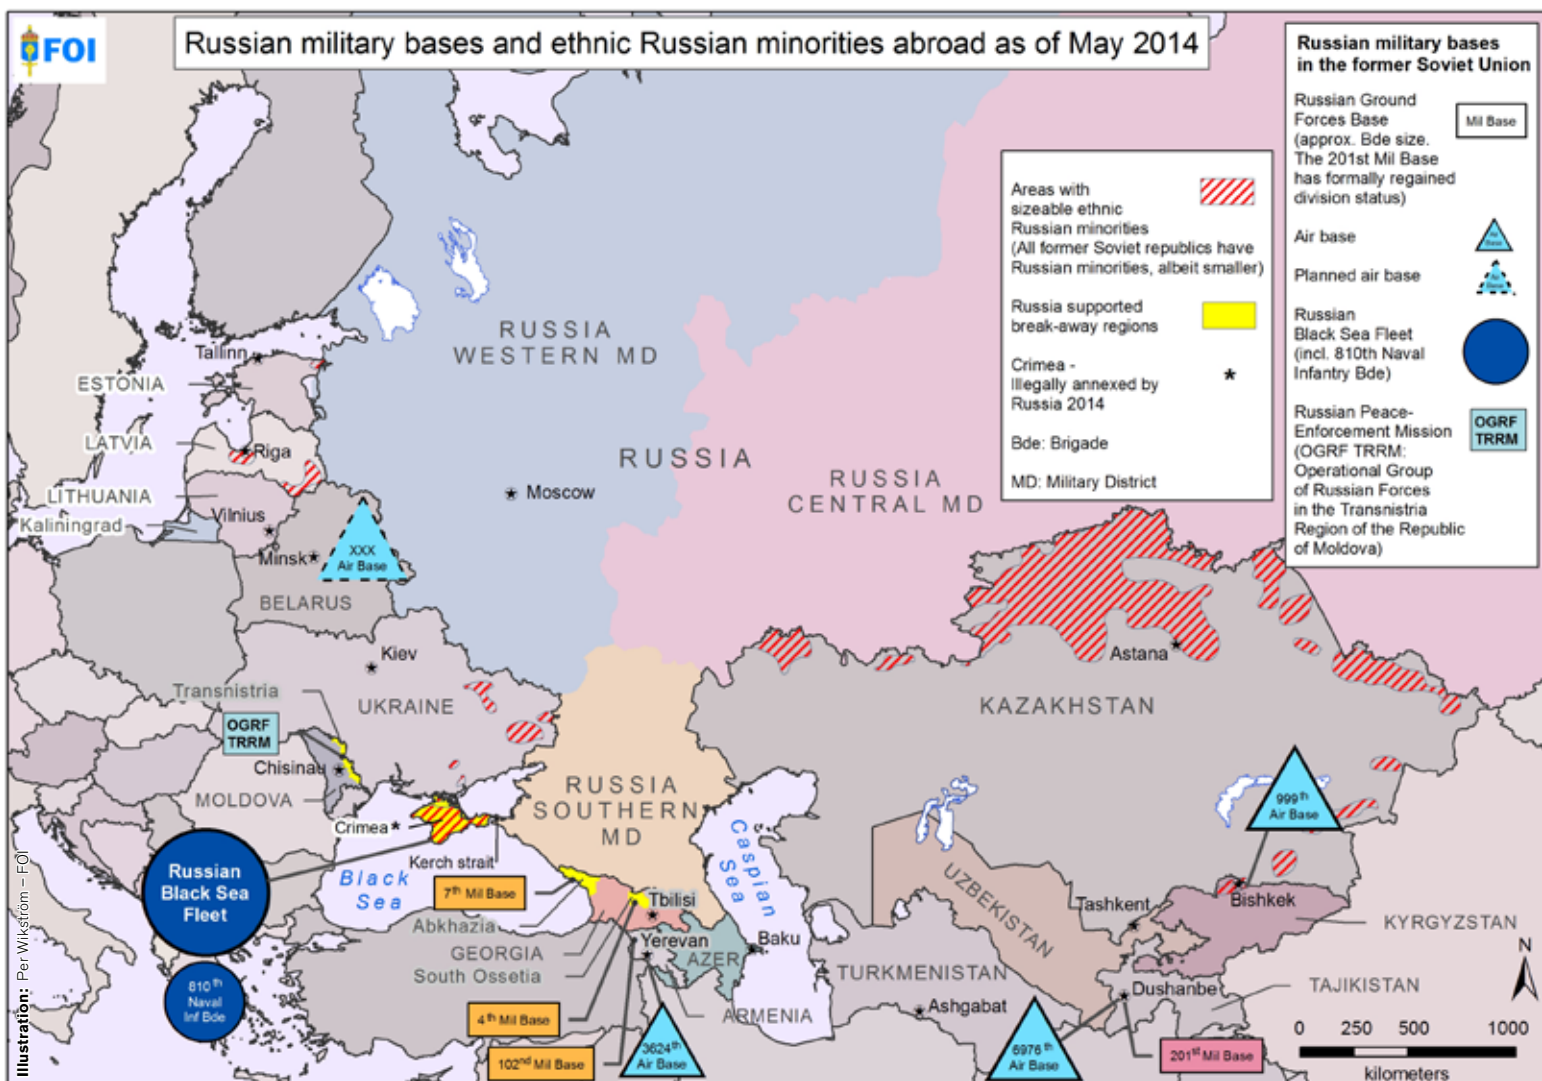 FOI
Russian military bases and ethnic Russian minorities abroad as of May 2014
Russian military bases
in the former Soviet Union
Russian Ground
Forces Base
(approx. Bde size.
The 201st Mil Base
has formally regained
division status)
Mil Base
Air base
Air
Base
Planned air base
Air
Base
Russian
Black Sea Fleet
(incl. 810th Naval
Infantry Bde)
Russian Peace-
Enforcement Mission
(OGRF TRRM:
Operational Group
of Russian Forces
in the Transnistria
Region of the Republic
of Moldova)
OGRF
TRRM
Areas with
sizeable ethnic
Russian minorities
(All former Soviet republics have
Russian minorities, albeit smaller)
Russia supported
break-away regions
Crimea -
Illegally annexed by
Russia 2014
*
Bde: Brigade
MD: Military District
RUSSIA
WESTERN MD
Tallinn
ESTONIA
LATVIA
Riga
RUSSIA
RUSSIA
CENTRAL MD
LITHUANIA
Moscow
Vilnius
Kaliningrad
Minsk
XXX
Air Base
BELARUS
Kiev
Astana
Transnistria
UKRAINE
KAZAKHSTAN
OGRF
TRRM
Chisinau
MOLDOVA
RUSSIA
SOUTHERN
MD
Crimea
Kerch strait
Caspian
Sea
999th
Air Base
Black
Sea
Russian
Black Sea
Fleet
7th Mil Base
UZBEKISTAN
Abkhazia
Tbilisi
Tashkent
Bishkek
KYRGYZSTAN
GEORGIA
Yerevan
Baku
AZER
South Ossetia
TURKMENISTAN
810th
Naval
Inf Bde
Dushanbe
TAJIKISTAN
Ashgabat
4th Mil Base
ARMENIA
102nd Mil Base
3624th
Air Base
6976th
Air Base
201st Mil Base
N
0 250 500 1000
kilometers
Illustration: Per Wikström – FOI